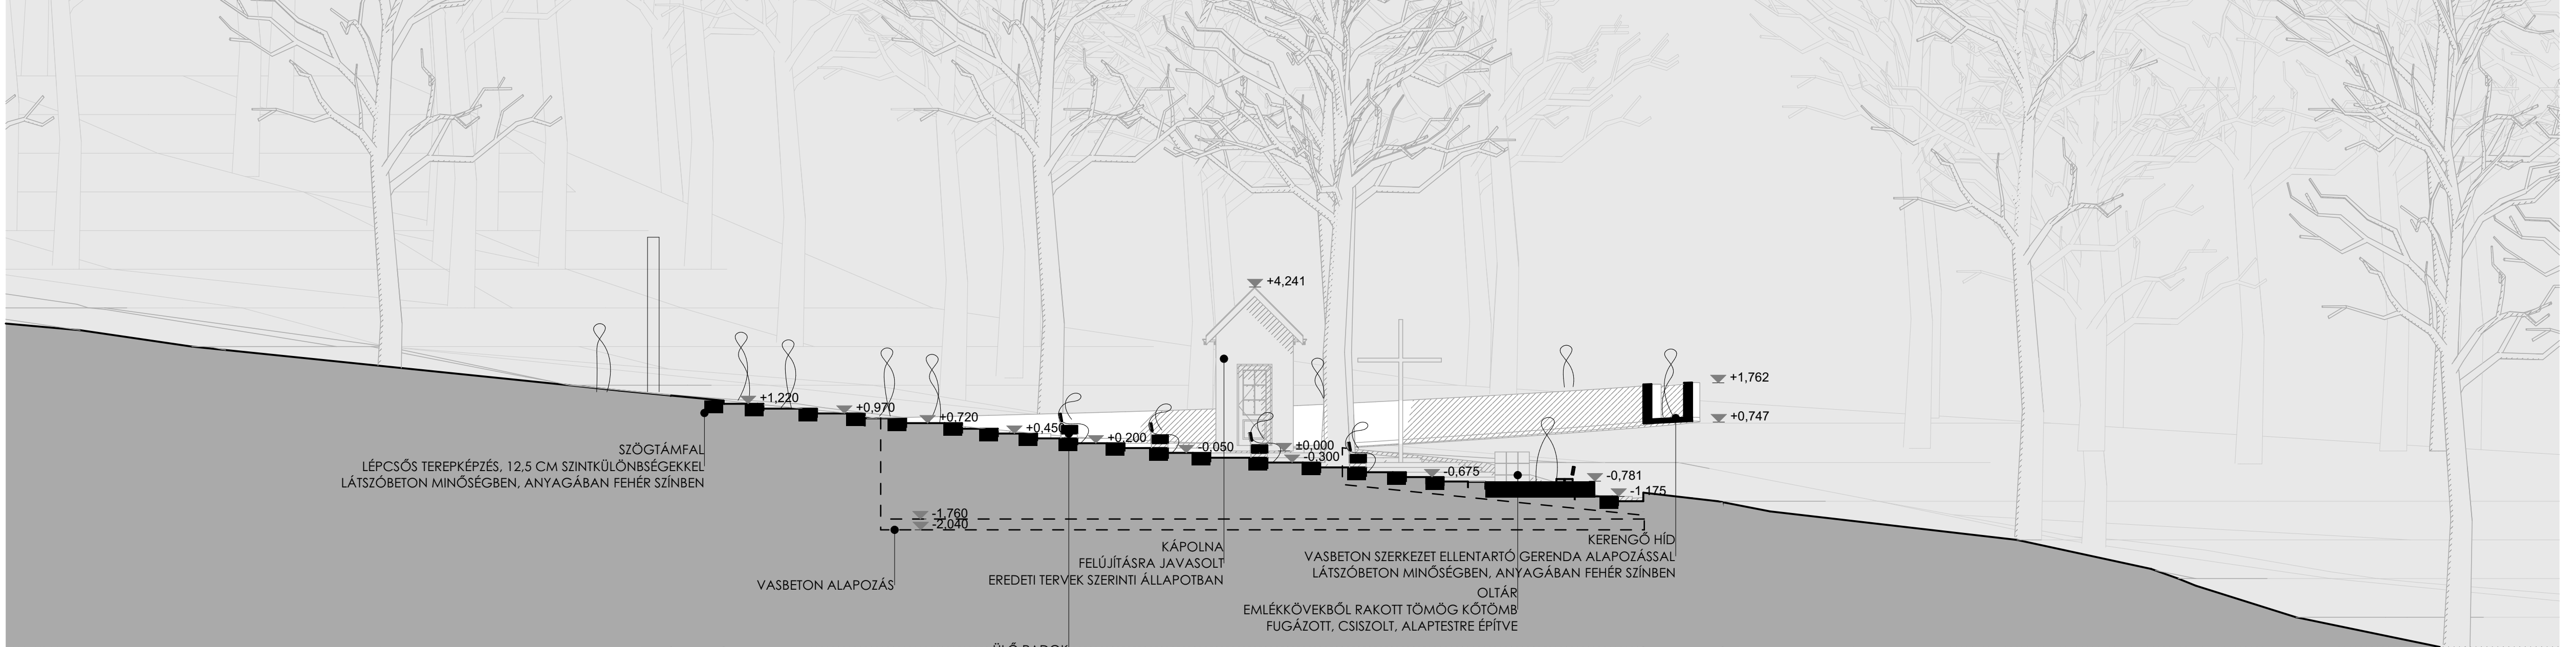 +4,241
+1,762
+0,747
+1,220
+0,970
+0,720
+0,450
+0,200
-0,050
±0,000
-0,300
-0,675
-0,781
-1,175
-1,760
-2,040
SZÖGTÁMFAL
LÉPCSŐS TEREPKÉPZÉS, 12,5 CM SZINTKÜLÖNBSÉGEKKEL
LÁTSZÓBETON MINŐSÉGBEN, ANYAGÁBAN FEHÉR SZÍNBEN
VASBETON ALAPOZÁS
KÁPOLNA
FELÚJÍTÁSRA JAVASOLT
EREDETI TERVEK SZERINTI ÁLLAPOTBAN
KERENGŐ HÍD
VASBETON SZERKEZET ELLENTARTÓ GERENDA ALAPOZÁSSAL
LÁTSZÓBETON MINŐSÉGBEN, ANYAGÁBAN FEHÉR SZÍNBEN
OLTÁR
EMLÉKKÖVEKBŐL RAKOTT TÖMÖG KŐTÖMB
FUGÁZOTT, CSISZOLT, ALAPTESTRE ÉPÍTVE